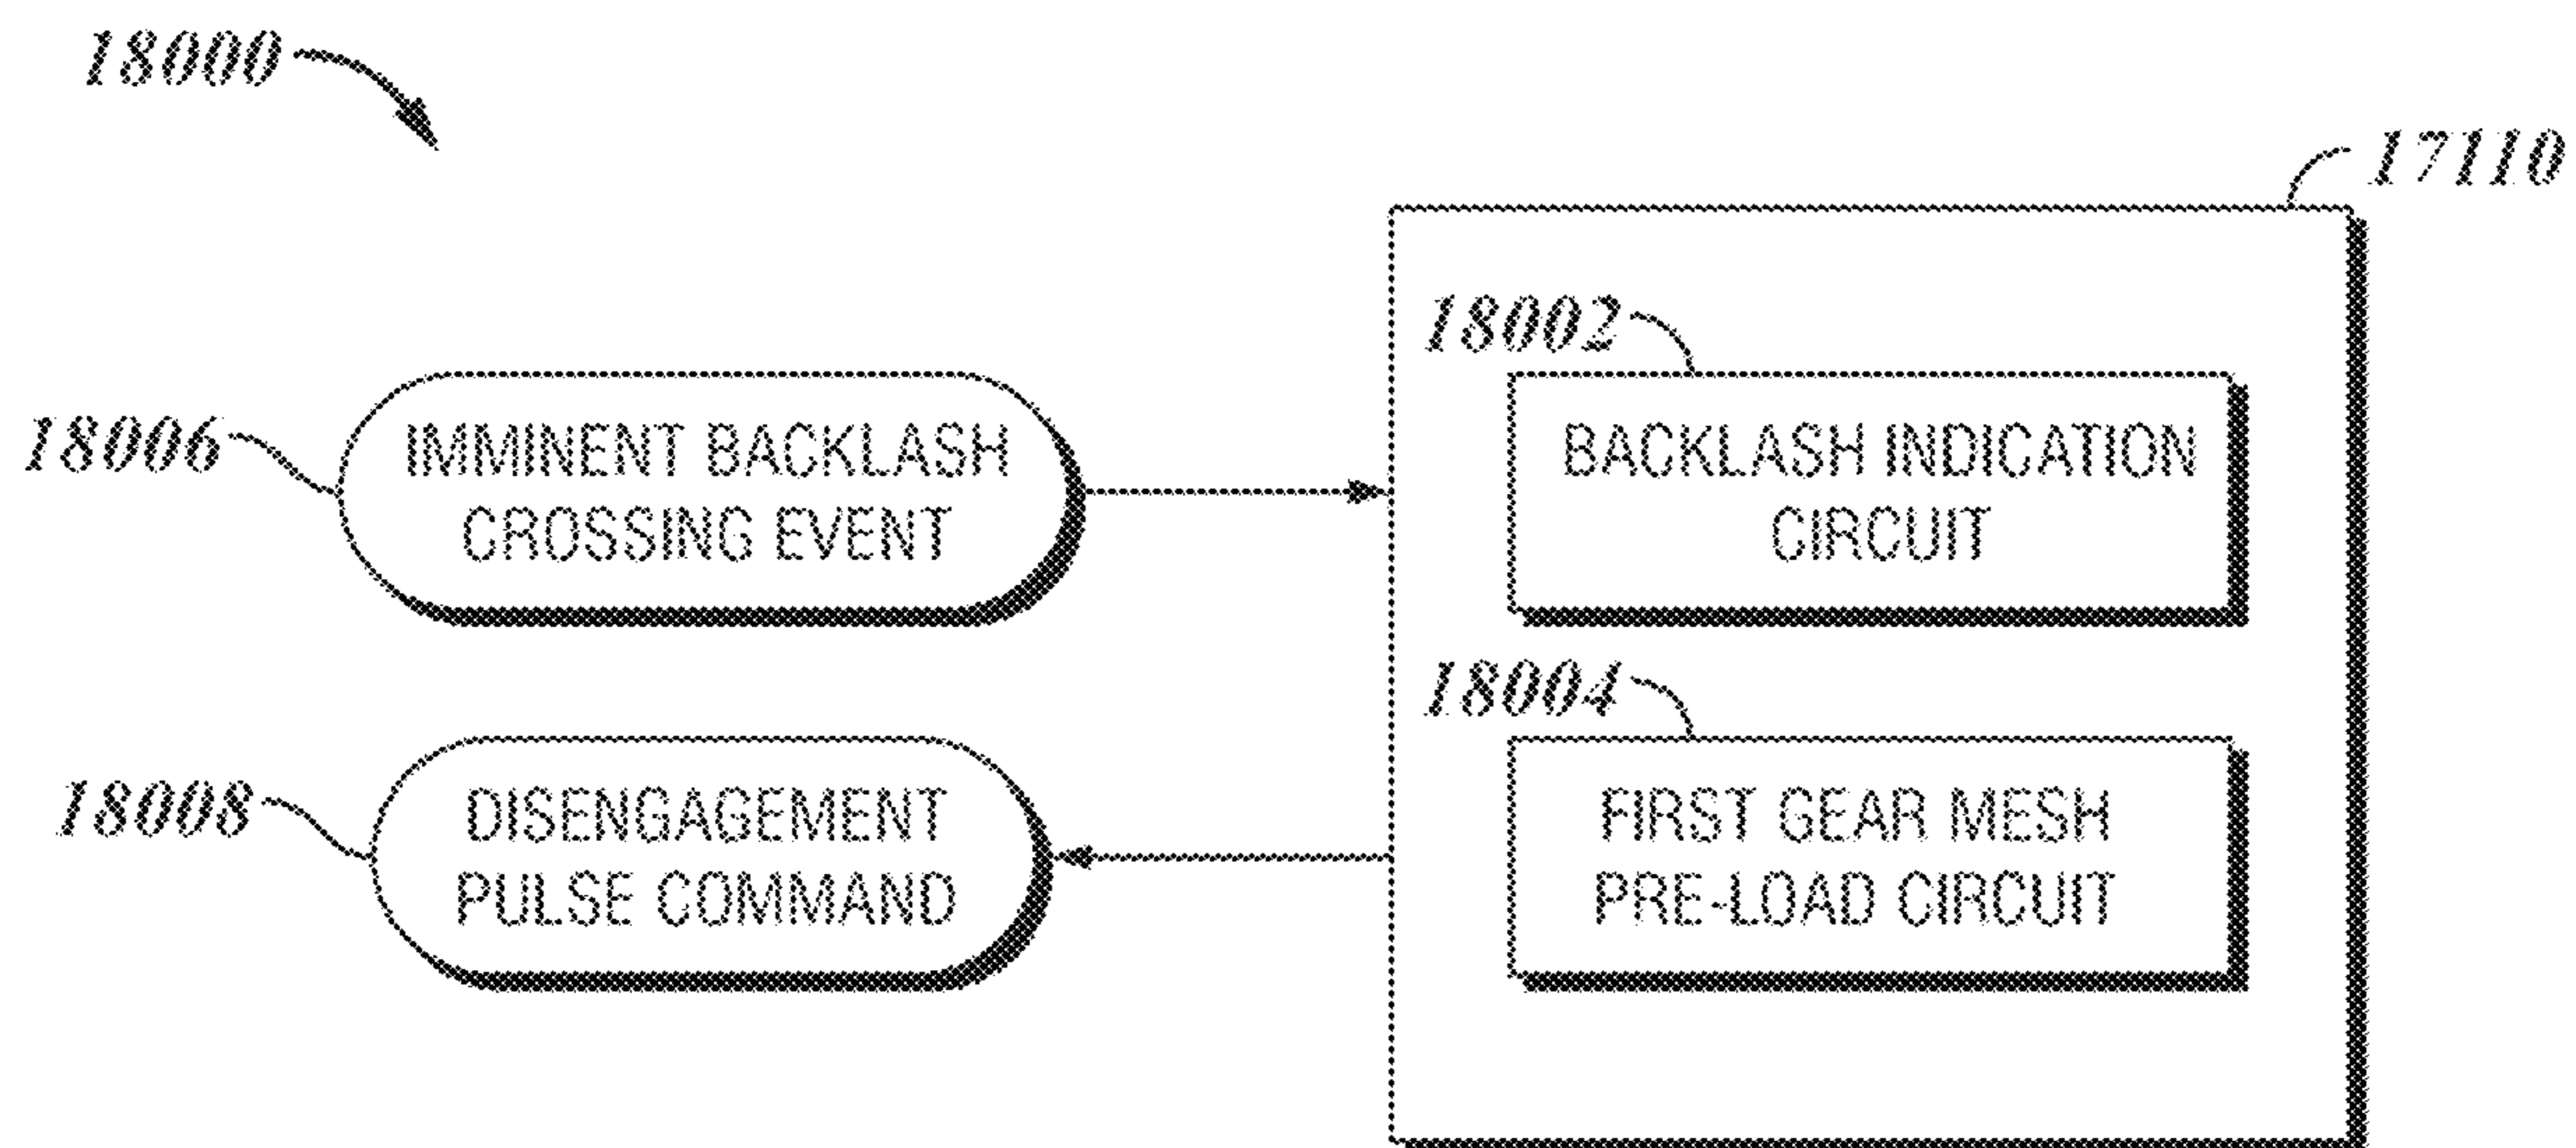 18000
17110
18002
18006
IMMINENT BACKLASH
CROSSING EVENT
BACKLASH INDICATION
CIRCUIT
18004
18008
DISENGAGEMENT
PULSE COMMAND
FIRST GEAR MESH
PRE-LOAD CIRCUIT